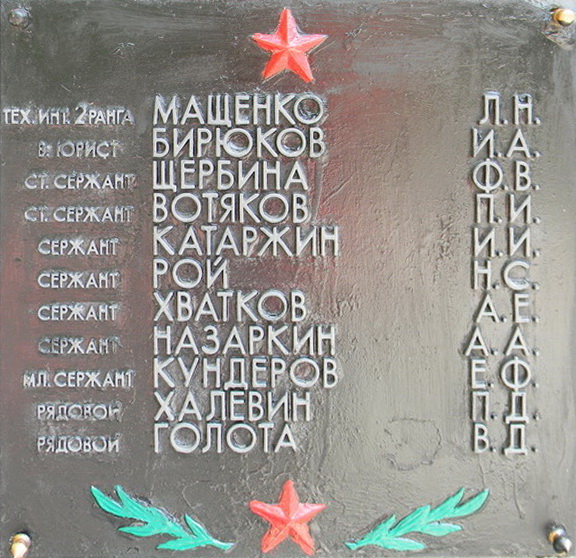 ТЕХ. ИНТ. 2 РАНГА МАЩЕНКО Л. Н.
В. ЮРИСТ БИРЮКОВ И. А.
СТ. СЕРЖАНТ ЩЕРБИНА Ф. В.
СТ. СЕРЖАНТ ВОТЯКОВ П. И.
СЕРЖАНТ КАТАРЖИН И. И.
СЕРЖАНТ РОЙ Н. С.
СЕРЖАНТ ХВАТКОВ А. Е.
СЕРЖАНТ НАЗАРКИН А. А.
МЛ. СЕРЖАНТ КУНДЕРОВ Е. Ф.
РЯДОВОЙ ХАЛЕВИН П. Д.
РЯДОВОЙ ГОЛОТА В. Д.